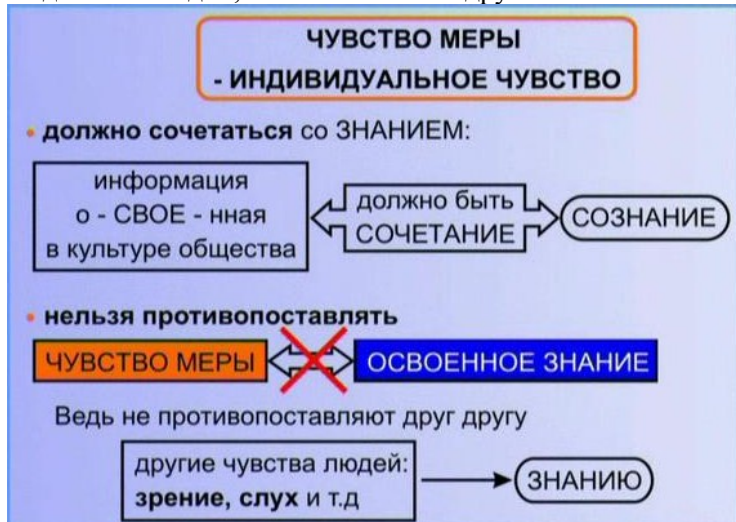 ЧУВСТВО МЕРЫ
- ИНДИВИДУАЛЬНОЕ ЧУВСТВО
• должно сочетаться со ЗНАНИЕМ:
информация
о - СВОЕ - нная
в культуре общества
должно быть
СОЧЕТАНИЕ
СОЗНАНИЕ
• нельзя противопоставлять
ЧУВСТВО МЕРЫ
ОСВОЕННОЕ ЗНАНИЕ
Ведь не противопоставляют друг другу
другие чувства людей:
зрение, слух и т.д
ЗНАНИЮ